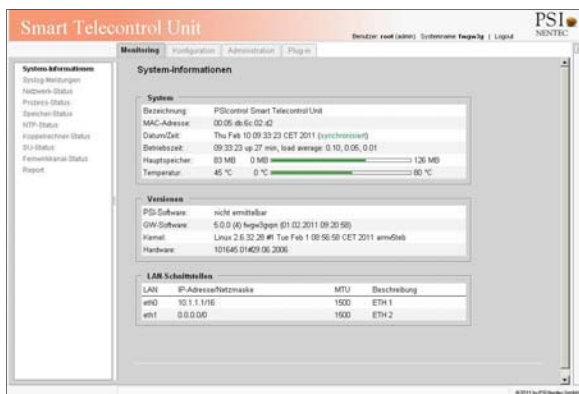 Smart Telecontrol Unit
PSI
NENTEC
Benutzer: root (admin) Systemname: fwgw3g | Logout
Monitoring Konfiguration Administration Plug-in
System-Informationen
Syslog-Meldungen
Netzwerk-Status
Prozess-Status
Speicher-Status
NTP-Status
Koppelrechner-Status
SU-Status
Fernwirkkanal-Status
Report
System-Informationen
System
Bezeichnung: PSIcontrol Smart Telecontrol Unit
MAC-Adresse: 00:05:db:6c:02:d2
Datum/Zeit: Thu Feb 10 09:33:23 CET 2011 (synchronisiert)
Betriebszeit: 09:33:23 up 27 min, load average: 0.10, 0.05, 0.01
Hauptspeicher: 83 MB 0 MB 126 MB
Temperatur: 45 °C 0 °C 80 °C
Versionen
PSI-Software: nicht ermittelbar
GW-Software: 5.0.0 (4) (01.02.2011 09:20:58)
Kernel: Linux 2.6.32.28 #1 Tue Feb 1 08:56:58 CET 2011 armv5teb
Hardware: 101645.01#29.06.2006
LAN-Schnittstellen
LAN IP-Adresse/Netzmaske MTU Beschreibung
eth0 10.1.1.1/16 1500 ETH 1
eth1 0.0.0.0/0 1500 ETH 2
©2011 by PSI Nentec GmbH